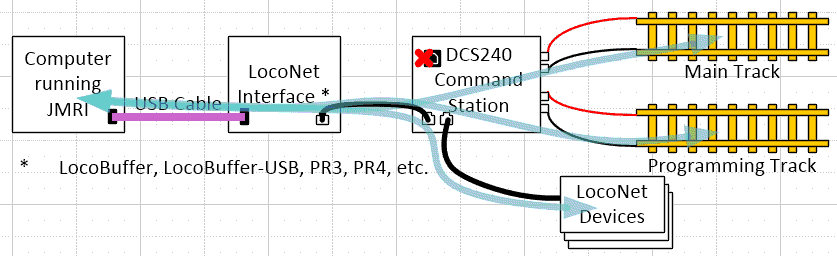 Computer
running
JMRI
USB Cable
LocoNet
Interface *
DCS240
Command
Station
Main Track
Programming Track
* LocoBuffer, LocoBuffer-USB, PR3, PR4, etc.
LocoNet
Devices